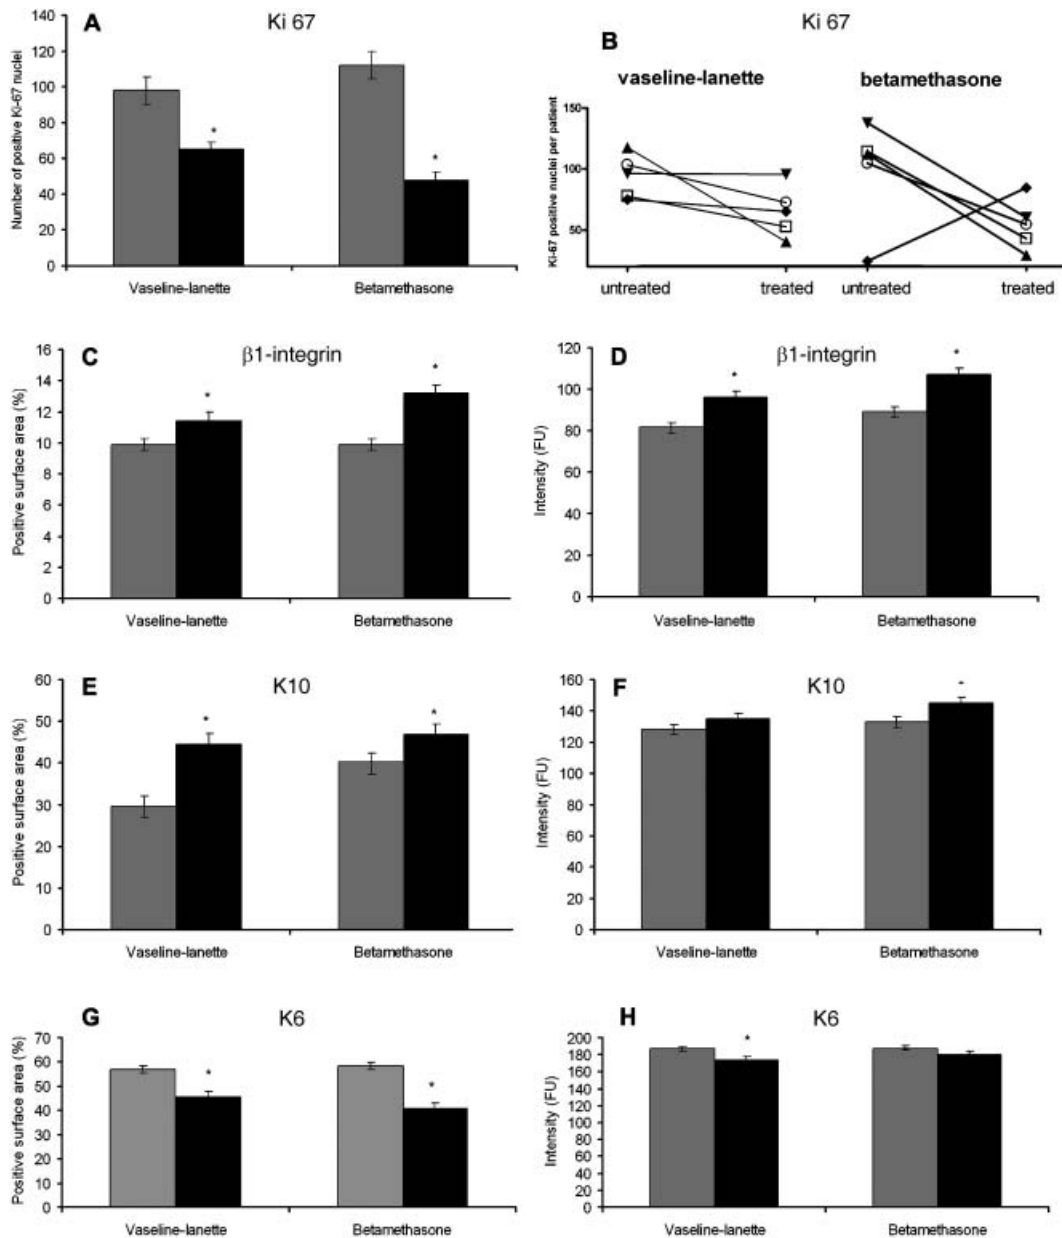 A Ki 67
Number of positive Ki-67 nuclei
140
120
100
80
60
40
20
0
*
*
Vaseline-lanette Betamethasone
B Ki 67
vaseline-lanette betamethasone
Ki-67 positive nuclei per patient
150
100
50
untreated treated untreated treated
C β1-integrin
Positive surface area (%)
16
14
12
10
8
6
4
2
0
*
*
Vaseline-lanette Betamethasone
D β1-integrin
Intensity (FU)
120
100
80
60
40
20
0
*
*
Vaseline-lanette Betamethasone
E K10
Positive surface area (%)
60
50
40
30
20
10
0
*
*
Vaseline-lanette Betamethasone
F K10
Intensity (FU)
160
140
120
100
80
60
40
20
0
*
Vaseline-lanette Betamethasone
G K6
Positive surface area (%)
70
60
50
40
30
20
10
0
*
*
Vaseline-lanette Betamethasone
H K6
Intensity (FU)
200
180
160
140
120
100
80
60
40
20
0
*
Vaseline-lanette Betamethasone